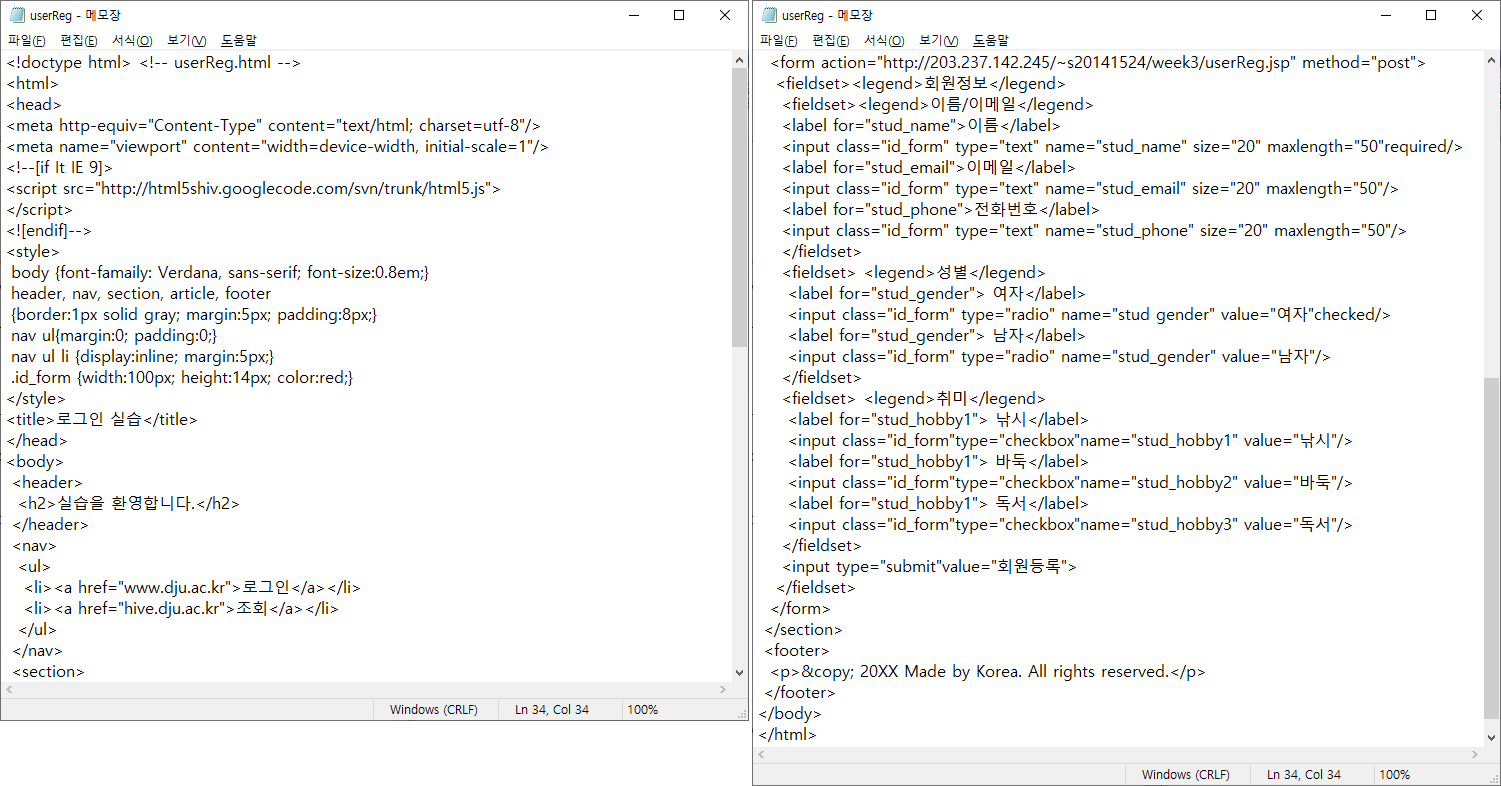 userReg - 메모장
파일(F) 편집(E) 서식(O) 보기(V) 도움말
<!doctype html> <!-- userReg.html -->
<html>
<head>
<meta http-equiv="Content-Type" content="text/html; charset=utf-8"/>
<meta name="viewport" content="width=device-width, initial-scale=1"/>
<!--[if lt IE 9]>
<script src="http://html5shiv.googlecode.com/svn/trunk/html5.js">
</script>
<![endif]-->
<style>
body {font-famaily: Verdana, sans-serif; font-size:0.8em;}
header, nav, section, article, footer
{border:1px solid gray; margin:5px; padding:8px;}
nav ul{margin:0; padding:0;}
nav ul li {display:inline; margin:5px;}
.id_form {width:100px; height:14px; color:red;}
</style>
<title>로그인 실습</title>
</head>
<body>
<header>
<h2>실습을 환영합니다.</h2>
</header>
<nav>
<ul>
<li><a href="www.dju.ac.kr">로그인</a></li>
<li><a href="hive.dju.ac.kr">조회</a></li>
</ul>
</nav>
<section>
Windows (CRLF) Ln 34, Col 34 100%
userReg - 메모장
파일(F) 편집(E) 서식(O) 보기(V) 도움말
<form action="http://203.237.142.245/~s20141524/week3/userReg.jsp" method="post">
<fieldset><legend>회원정보</legend>
<fieldset><legend>이름/이메일</legend>
<label for="stud_name">이름</label>
<input class="id_form" type="text" name="stud_name" size="20" maxlength="50"required/>
<label for="stud_email">이메일</label>
<input class="id_form" type="text" name="stud_email" size="20" maxlength="50"/>
<label for="stud_phone">전화번호</label>
<input class="id_form" type="text" name="stud_phone" size="20" maxlength="50"/>
</fieldset>
<fieldset> <legend>성별</legend>
<label for="stud_gender"> 여자</label>
<input class="id_form" type="radio" name="stud gender" value="여자"checked/>
<label for="stud_gender"> 남자</label>
<input class="id_form" type="radio" name="stud_gender" value="남자"/>
</fieldset>
<fieldset> <legend>취미</legend>
<label for="stud_hobby1"> 낚시</label>
<input class="id_form"type="checkbox"name="stud_hobby1" value="낚시"/>
<label for="stud_hobby1"> 바둑</label>
<input class="id_form"type="checkbox"name="stud_hobby2" value="바둑"/>
<label for="stud_hobby1"> 독서</label>
<input class="id_form"type="checkbox"name="stud_hobby3" value="독서"/>
</fieldset>
<input type="submit"value="회원등록">
</fieldset>
</form>
</section>
<footer>
<p>&copy; 20XX Made by Korea. All rights reserved.</p>
</footer>
</body>
</html>
Windows (CRLF) Ln 34, Col 34 100%